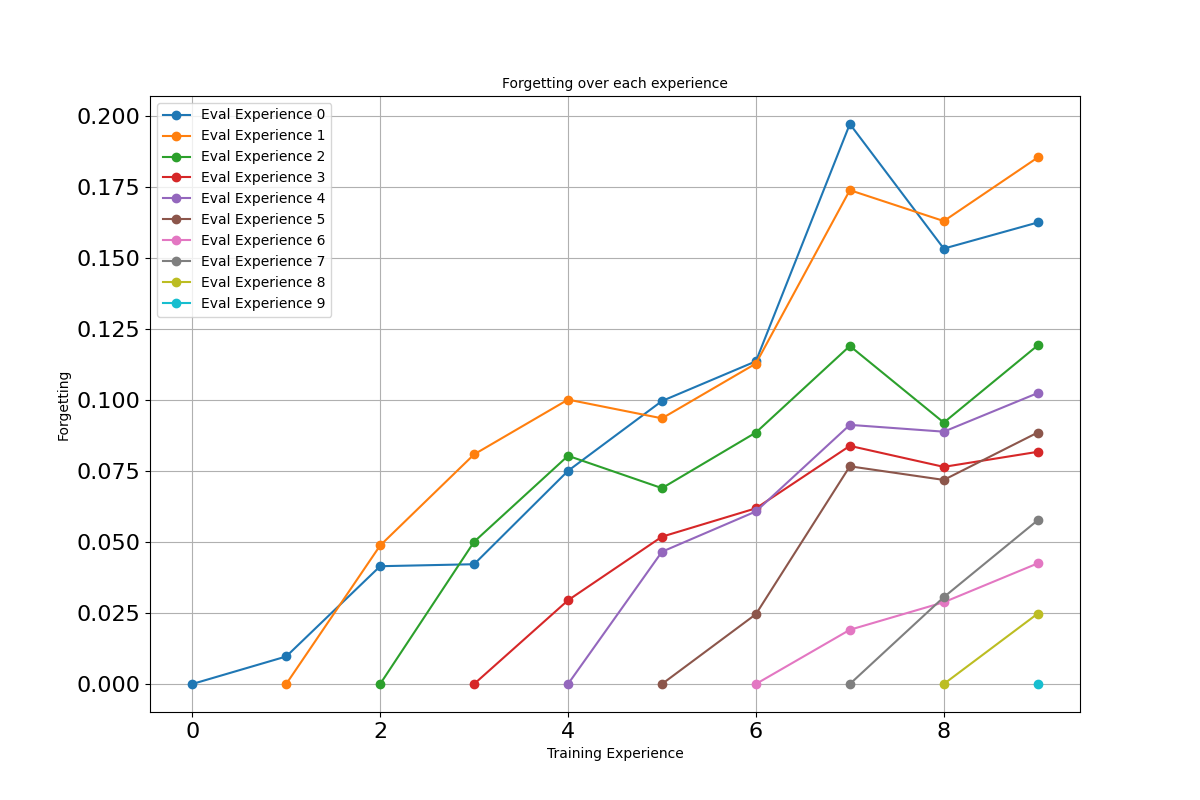 Forgetting over each experience
0.200
0.175
0.150
0.125
0.100
0.075
0.050
0.025
0.000
Forgetting
Eval Experience 0
Eval Experience 1
Eval Experience 2
Eval Experience 3
Eval Experience 4
Eval Experience 5
Eval Experience 6
Eval Experience 7
Eval Experience 8
Eval Experience 9
0 2 4 6 8
Training Experience